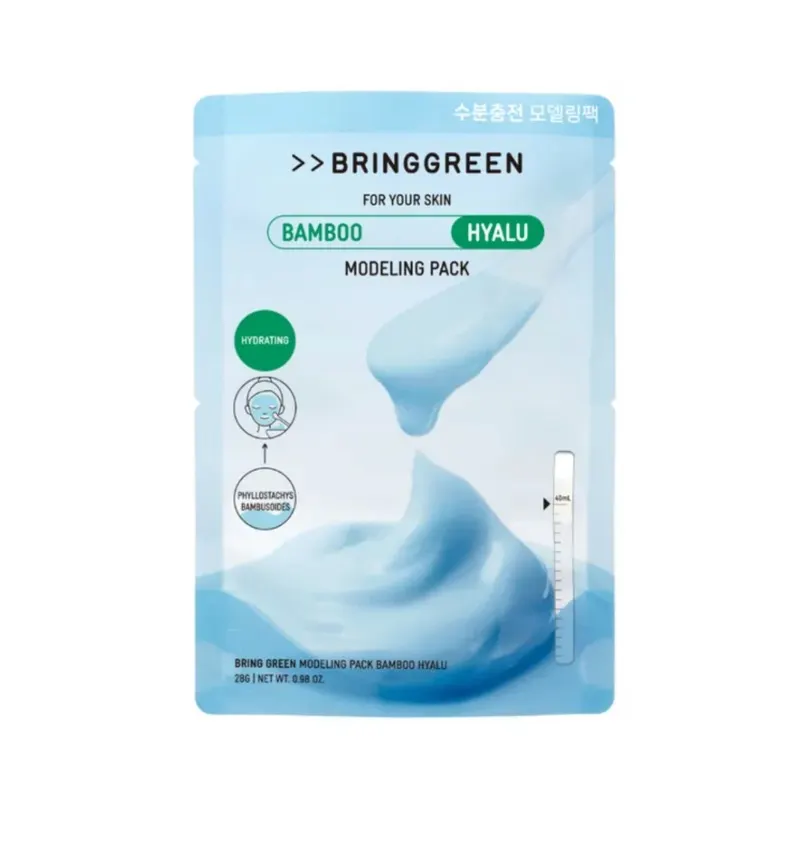 수분충전 모델링팩
>>BRINGGREEN
FOR YOUR SKIN
BAMBOO HYALU
MODELING PACK
HYDRATING
PHYLLOSTACHYS
BAMBUSOIDES
40mL
BRING GREEN MODELING PACK BAMBOO HYALU
28G | NET WT. 0.98 OZ.